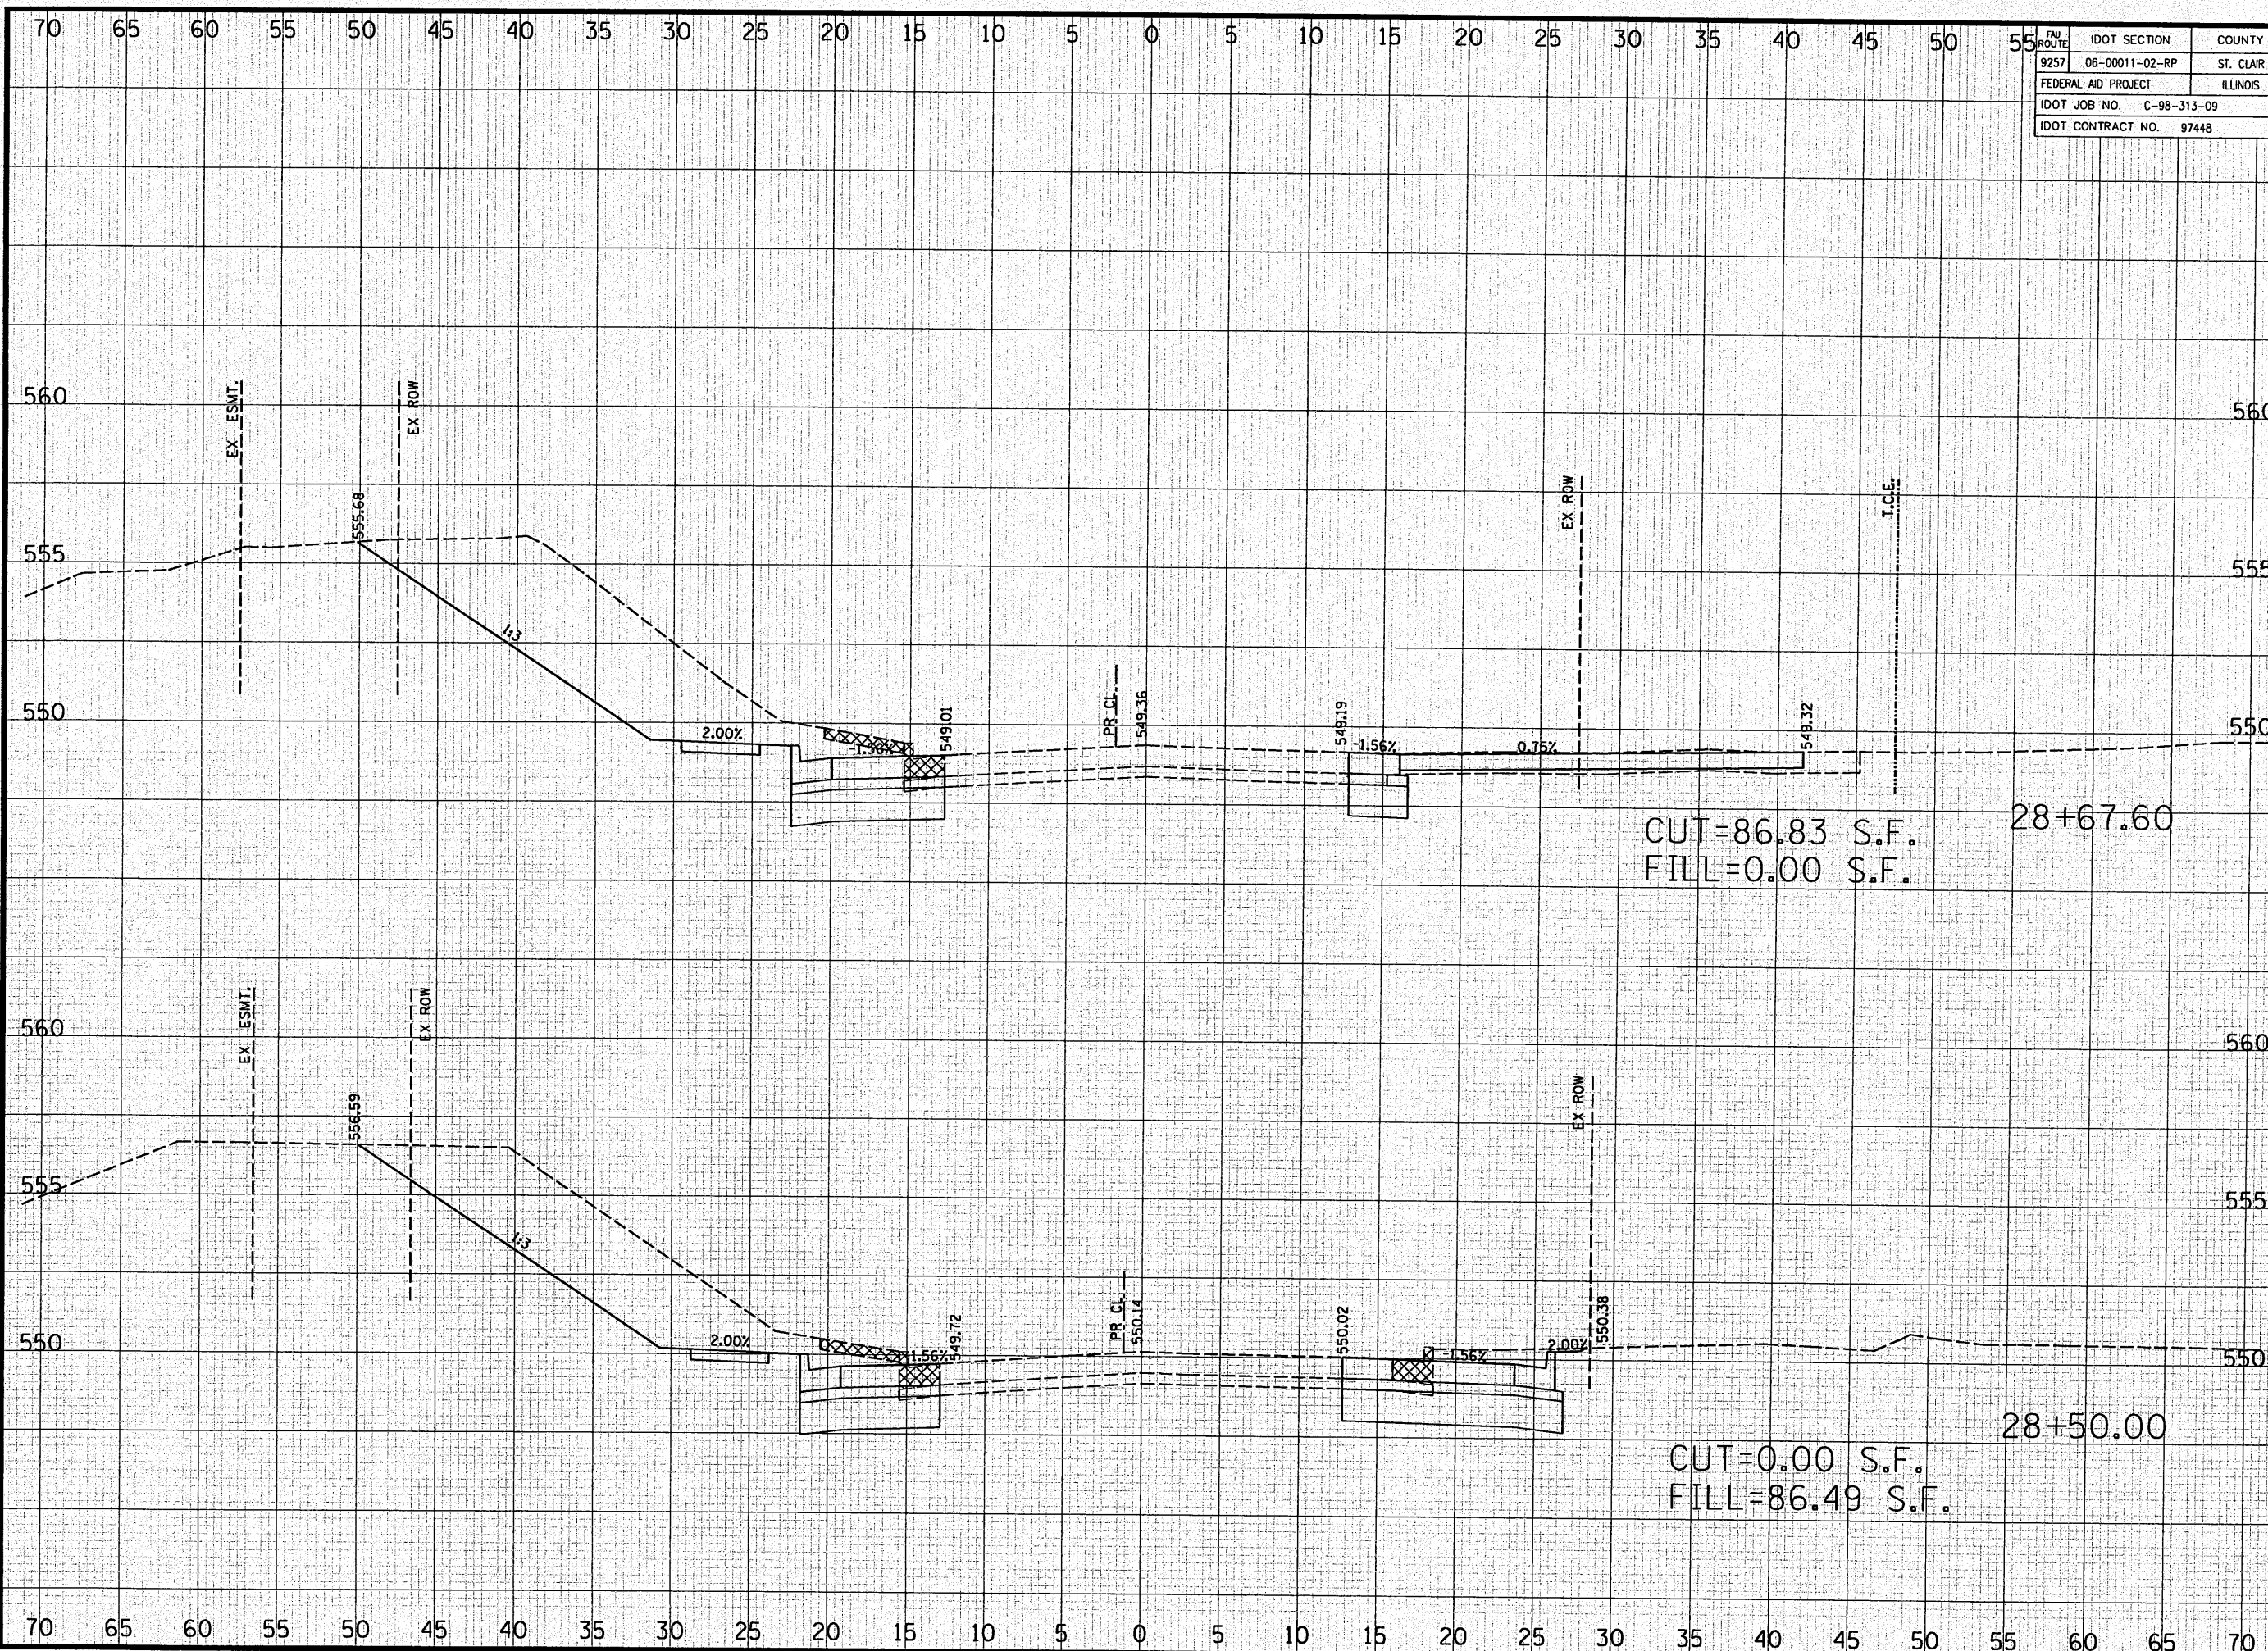 70 65 60 55 50 45 40 35 30 25 20 15 10 5 0 5 10 15 20 25 30 35 40 45 50 55
FAU ROUTE IDOT SECTION COUNTY
9257 06-00011-02-RP ST. CLAIR
FEDERAL AID PROJECT ILLINOIS
IDOT JOB NO. C-98-313-09
IDOT CONTRACT NO. 97448
560 560
EX ESMT.
EX ROW
555.68
EX ROW
T.C.E.
555 555
1:3
550 550
2.00%
-1.56%
549.01
PR CL
549.36
549.19
-1.56%
0.75%
549.32
28+67.60
CUT=86.83 S.F.
FILL=0.00 S.F.
560 560
EX ESMT.
EX ROW
556.59
EX ROW
555 555
1:3
550 550
2.00%
-1.56%
549.72
PR CL
550.14
550.02
-1.56%
2.00%
550.38
28+50.00
CUT=0.00 S.F.
FILL=86.49 S.F.
70 65 60 55 50 45 40 35 30 25 20 15 10 5 0 5 10 15 20 25 30 35 40 45 50 55 60 65 70